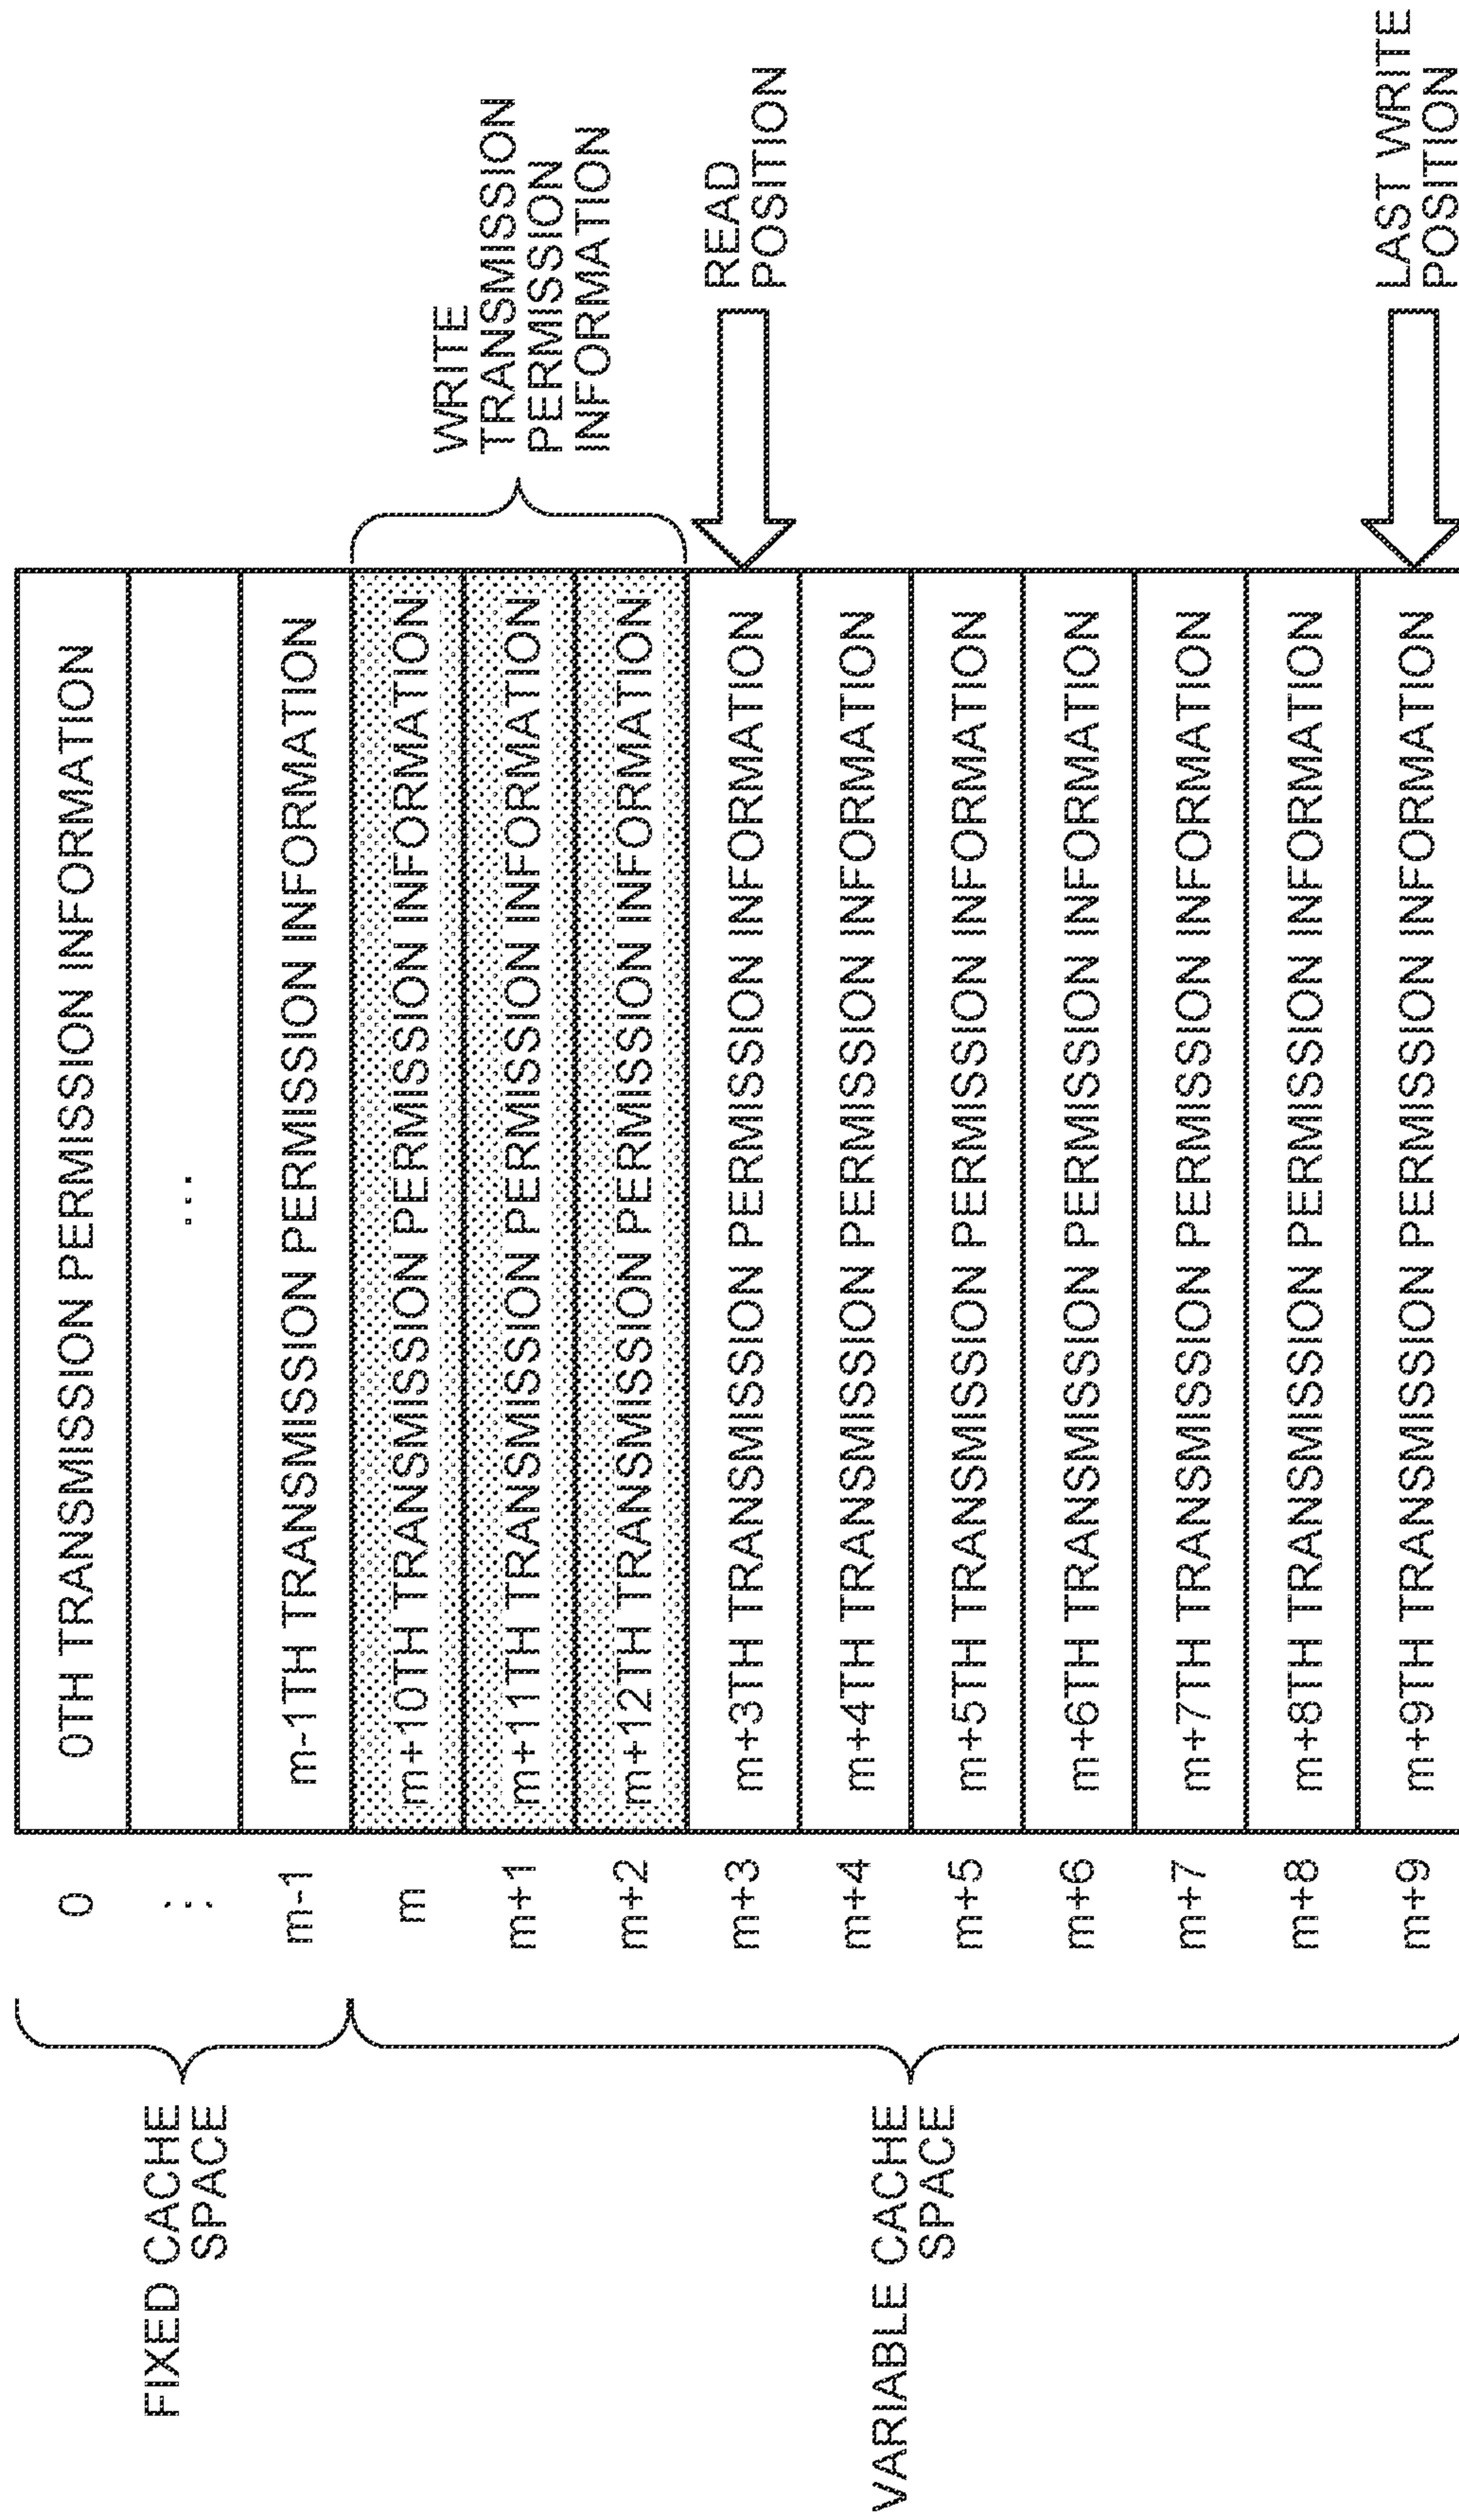 FIXED CACHE
SPACE
VARIABLE CACHE
SPACE
0 0TH TRANSMISSION PERMISSION INFORMATION
⋮ ...
m-1 m-1TH TRANSMISSION PERMISSION INFORMATION
m m+10TH TRANSMISSION PERMISSION INFORMATION
m+1 m+11TH TRANSMISSION PERMISSION INFORMATION
m+2 m+12TH TRANSMISSION PERMISSION INFORMATION
m+3 m+3TH TRANSMISSION PERMISSION INFORMATION
m+4 m+4TH TRANSMISSION PERMISSION INFORMATION
m+5 m+5TH TRANSMISSION PERMISSION INFORMATION
m+6 m+6TH TRANSMISSION PERMISSION INFORMATION
m+7 m+7TH TRANSMISSION PERMISSION INFORMATION
m+8 m+8TH TRANSMISSION PERMISSION INFORMATION
m+9 m+9TH TRANSMISSION PERMISSION INFORMATION
WRITE
TRANSMISSION
PERMISSION
INFORMATION
READ
POSITION
LAST WRITE
POSITION